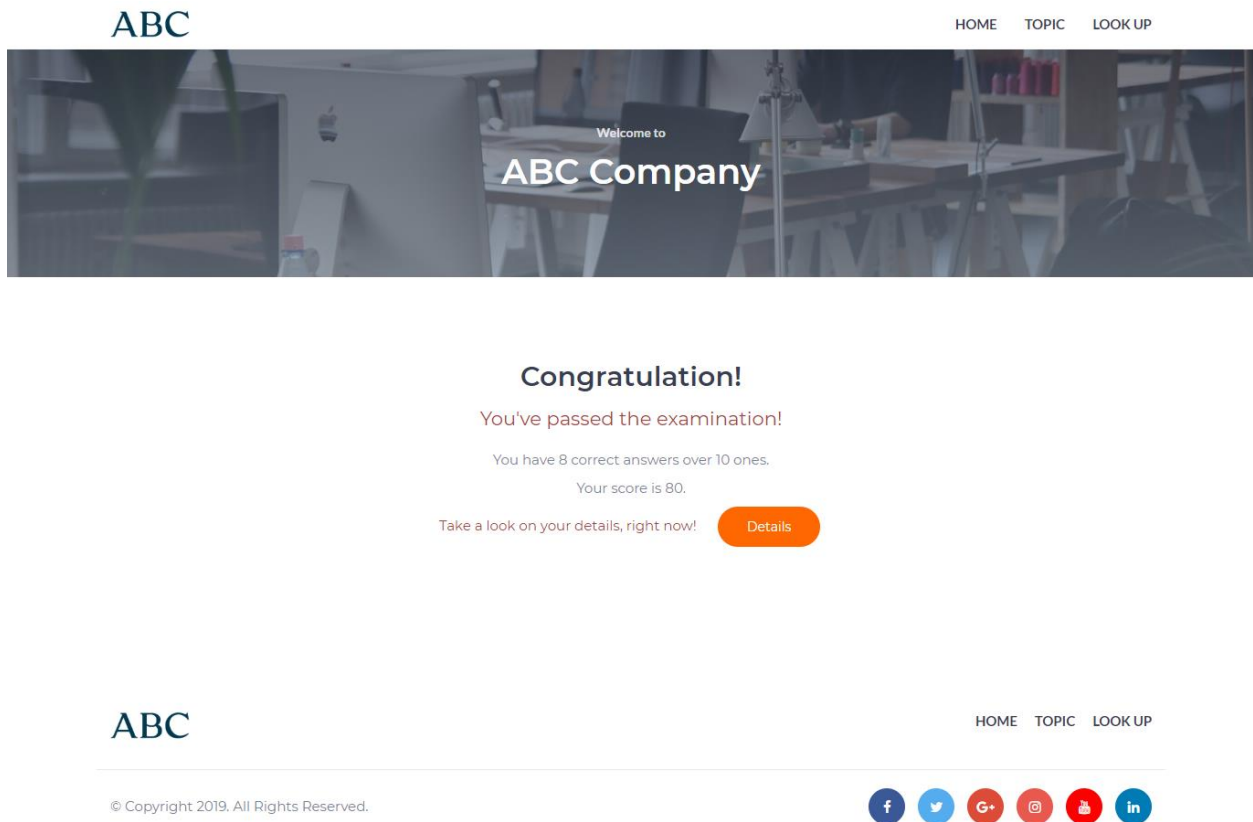 ABC
HOME TOPIC LOOK UP
Welcome to
ABC Company
Congratulation!
You've passed the examination!
You have 8 correct answers over 10 ones.
Your score is 80.
Take a look on your details, right now! Details
ABC
HOME TOPIC LOOK UP
© Copyright 2019. All Rights Reserved.
f G+ You Tube in